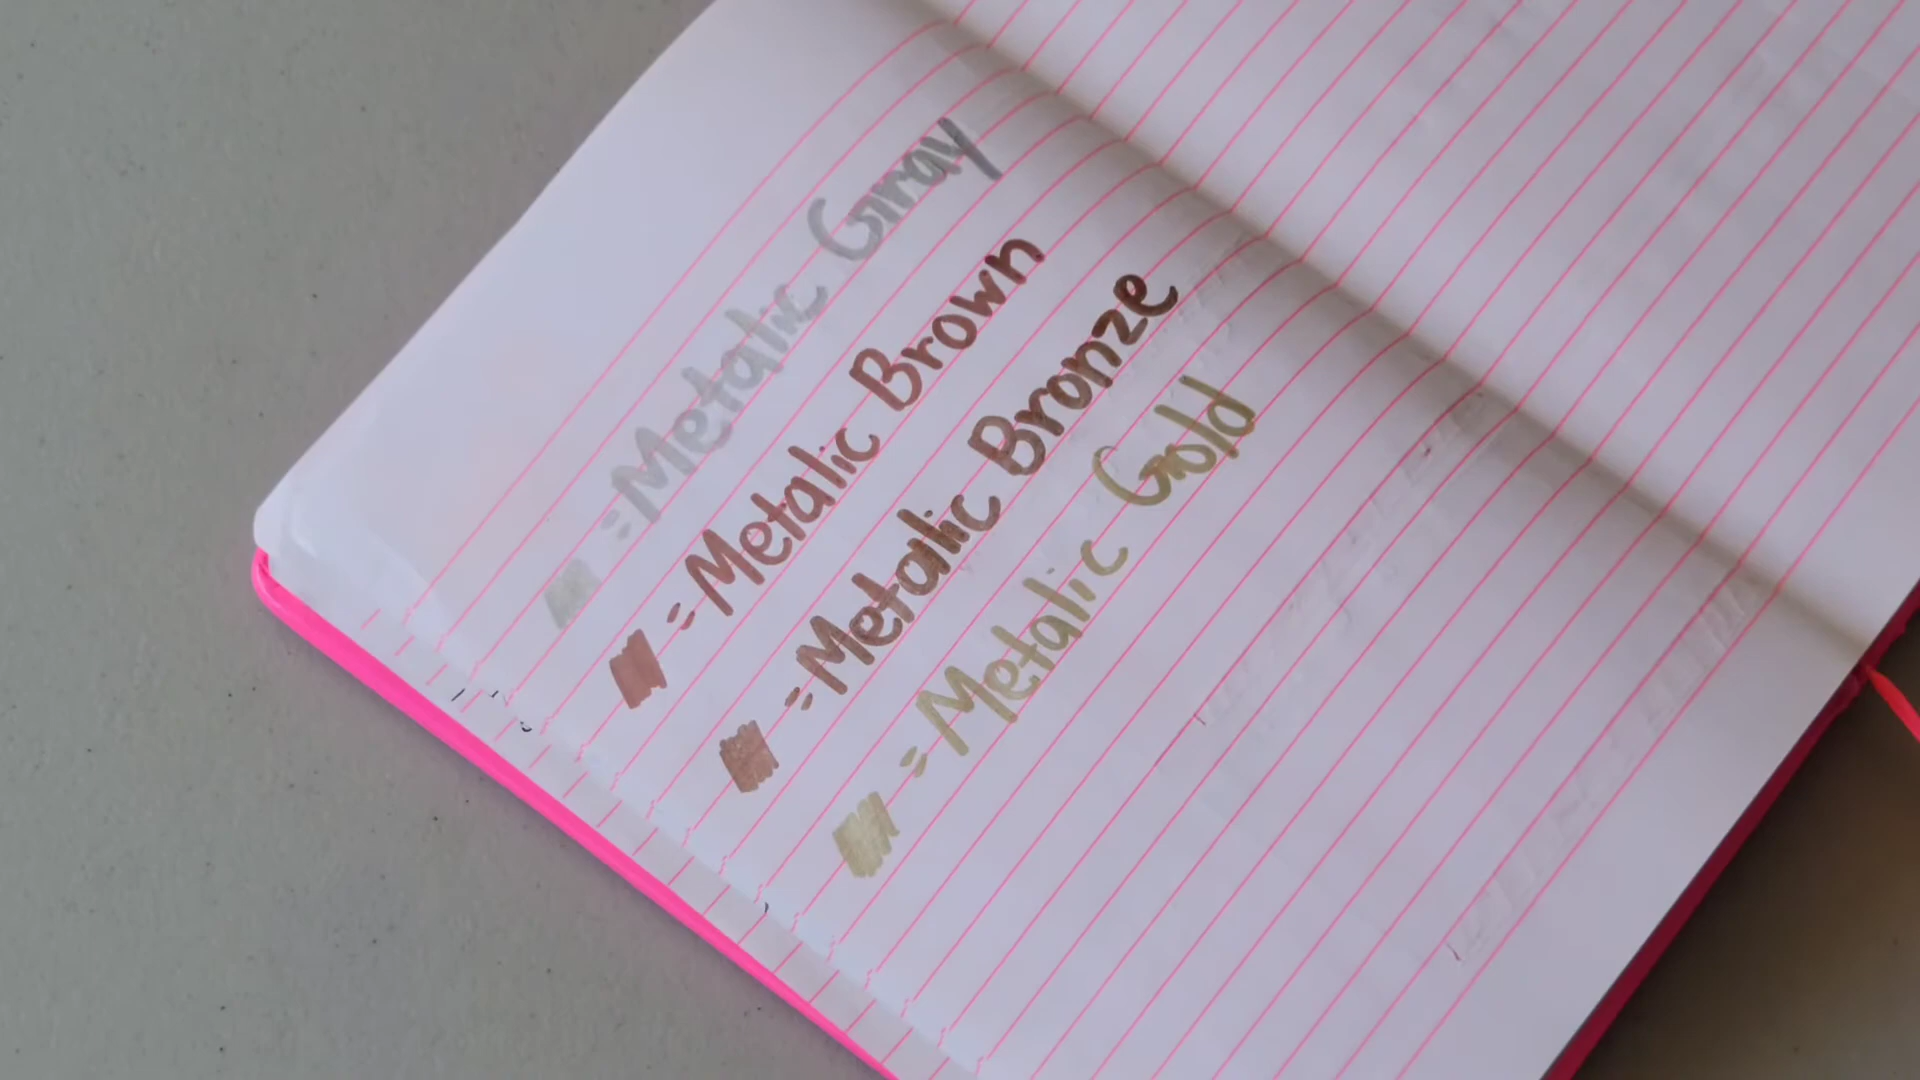 = Metalic Gray
= Metalic Brown
= Metalic Bronze
= Metalic Gold